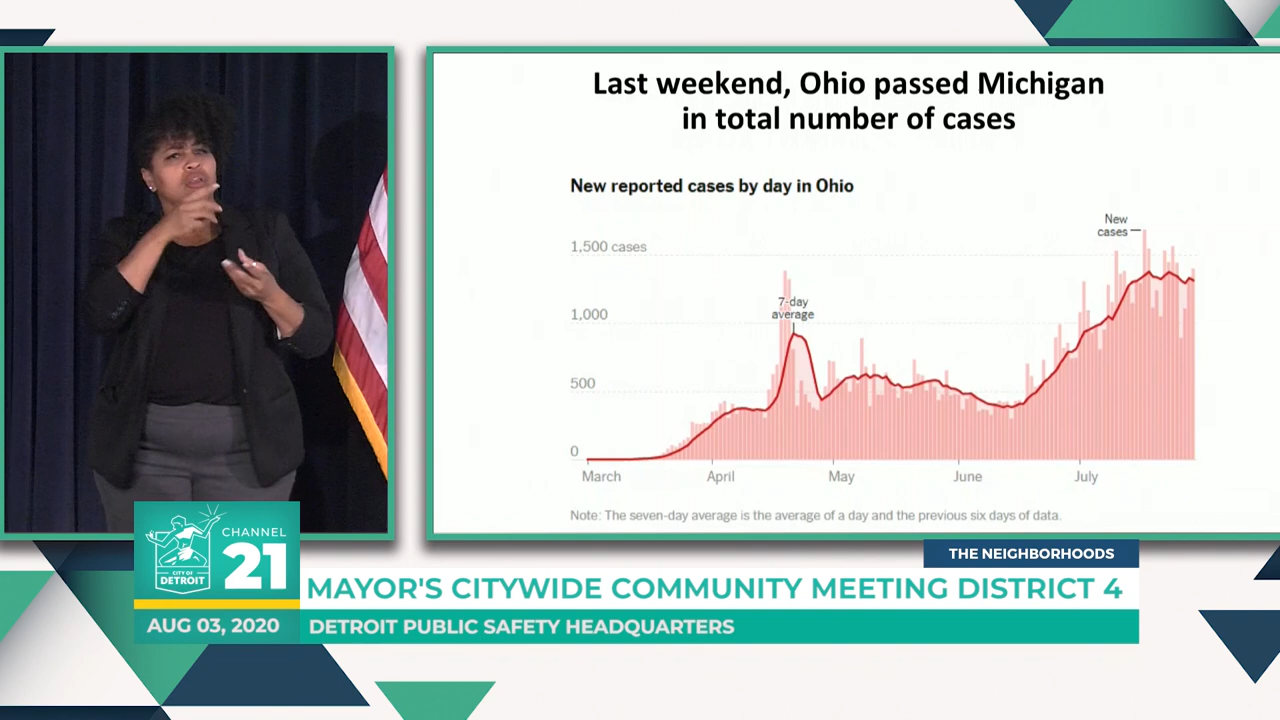 Last weekend, Ohio passed Michigan
in total number of cases
New reported cases by day in Ohio
New
cases
1,500 cases
7-day
average
1,000
500
0
March April May June July
Note: The seven-day average is the average of a day and the previous six days of data.
THE NEIGHBORHOODS
CHANNEL
21
CITY OF
DETROIT
MAYOR'S CITYWIDE COMMUNITY MEETING DISTRICT 4
AUG 03, 2020
DETROIT PUBLIC SAFETY HEADQUARTERS